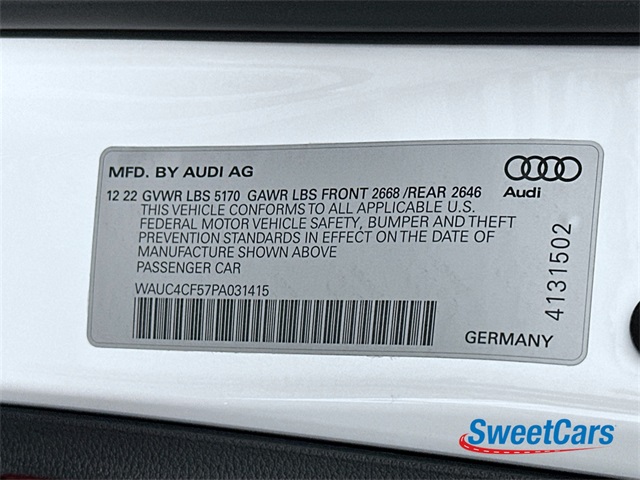 MFD. BY AUDI AG
Audi
12 22 GVWR LBS 5170 GAWR LBS FRONT 2668 /REAR 2646
THIS VEHICLE CONFORMS TO ALL APPLICABLE U.S.
FEDERAL MOTOR VEHICLE SAFETY, BUMPER AND THEFT
PREVENTION STANDARDS IN EFFECT ON THE DATE OF
MANUFACTURE SHOWN ABOVE
PASSENGER CAR
WAUC4CF57PA031415
4131502
GERMANY
SweetCars